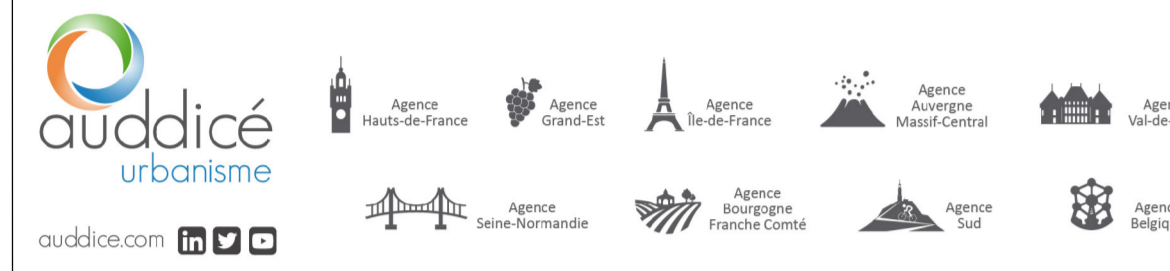 auddicé
urbanisme
auddice.com
Agence
Hauts-de-France
Agence
Grand-Est
Agence
Île-de-France
Agence
Auvergne
Massif-Central
Agence
Seine-Normandie
Agence
Bourgogne
Franche Comté
Agence
Sud